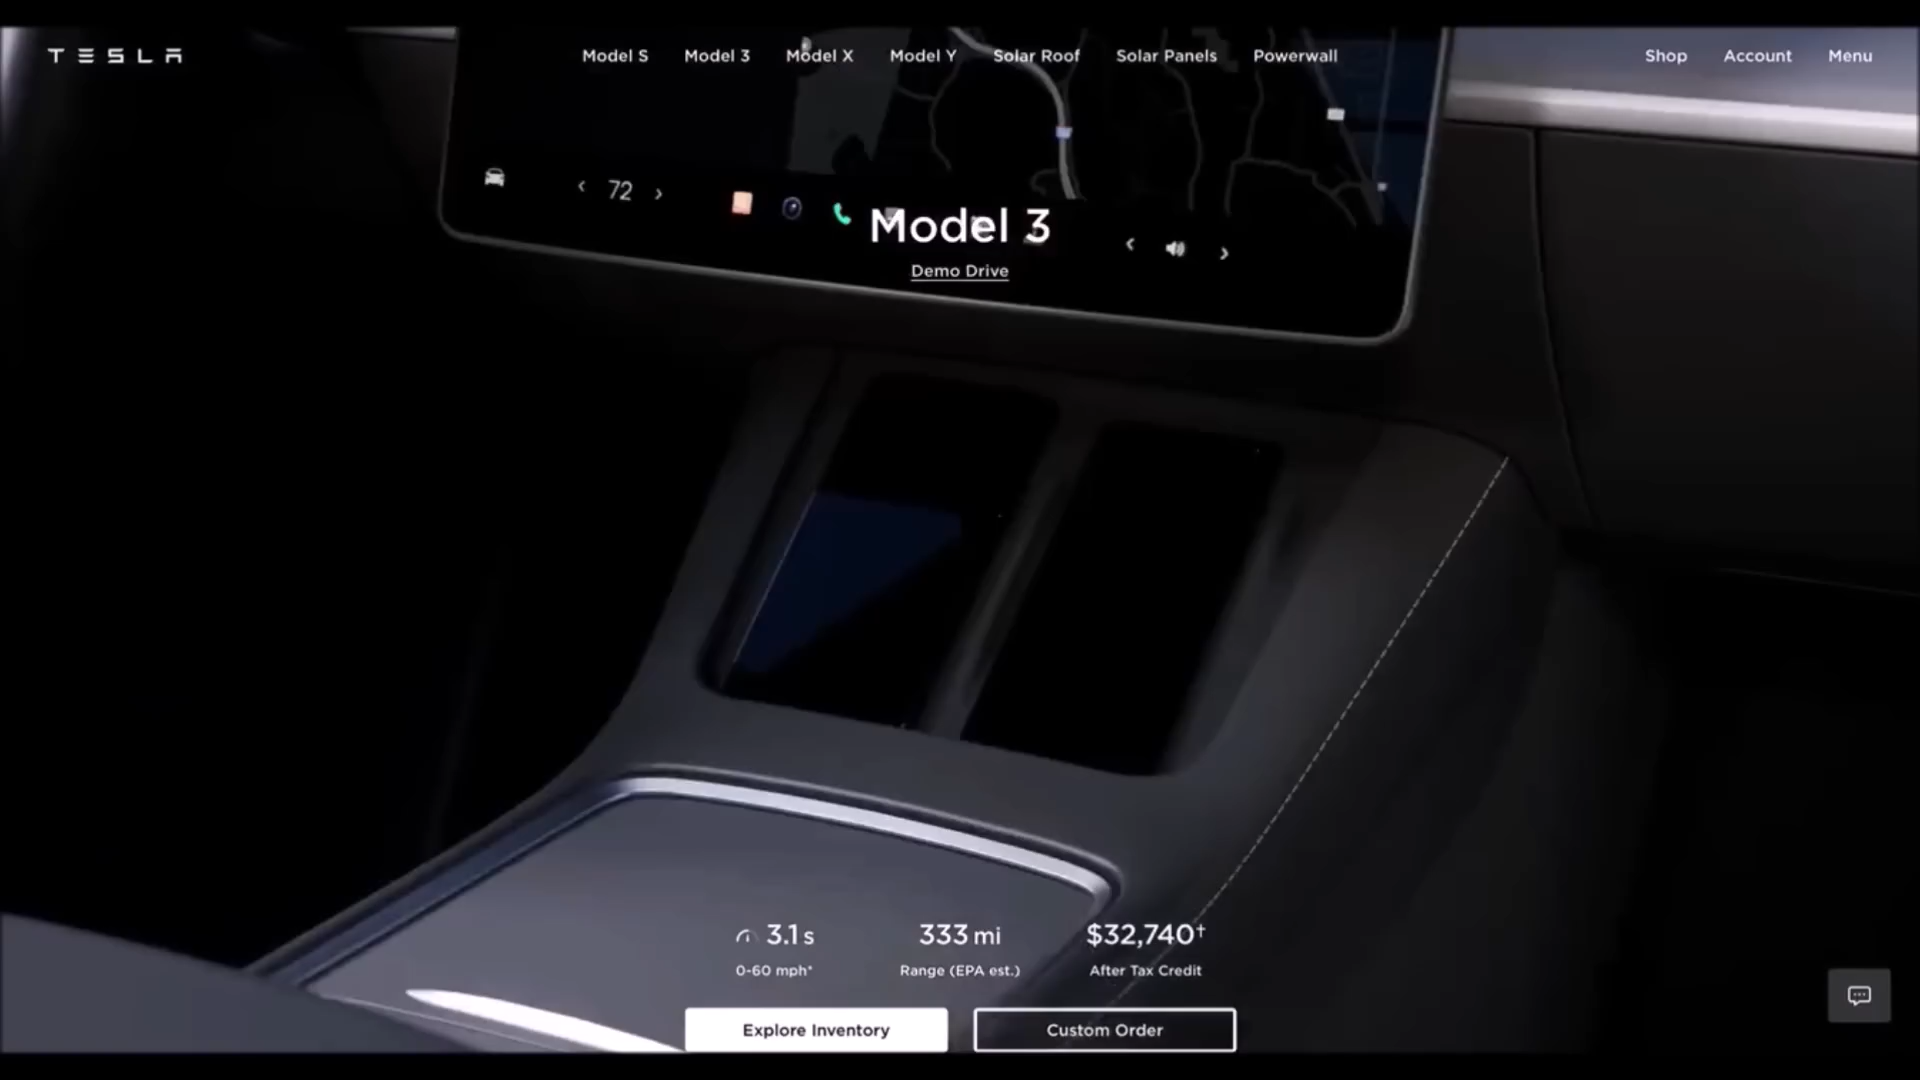 TESLA
Model S Model 3 Model X Model Y Solar Roof Solar Panels Powerwall
Shop Account Menu
72
Model 3
Demo Drive
3.1 s
0-60 mph*
333 mi
Range (EPA est.)
$32,740†
After Tax Credit
Explore Inventory
Custom Order